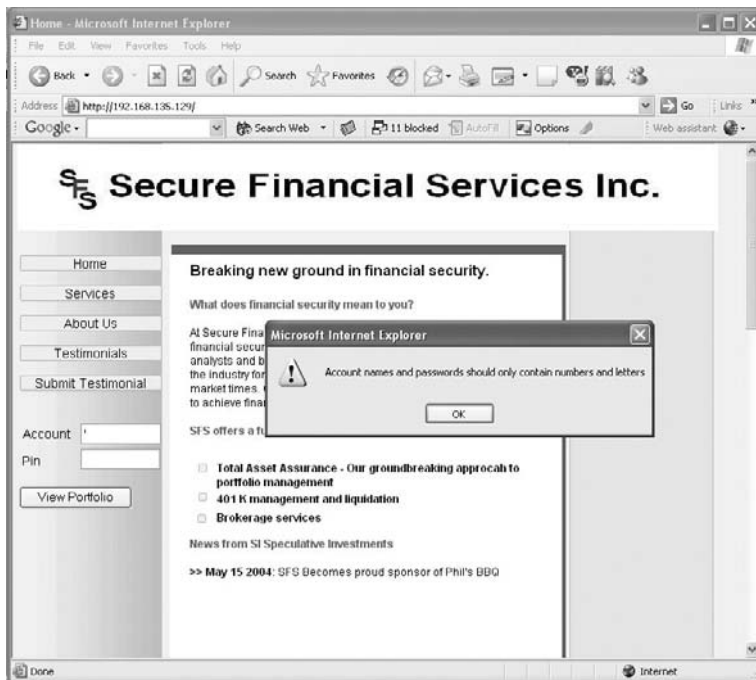 Home - Microsoft Internet Explorer
File Edit View Favorites Tools Help
Back Search Favorites
Address http://192.168.135.129/ Go Links »
Google Search Web 11 blocked AutoFill Options Web assistant
SFS Secure Financial Services Inc.
Home
Services
About Us
Testimonials
Submit Testimonial
Account '
Pin
View Portfolio
Breaking new ground in financial security.
What does financial security mean to you?
At Secure Fina
financial secur
analysts and b
the industry for
market times.
to achieve finan
SFS offers a fu
Microsoft Internet Explorer
Account names and passwords should only contain numbers and letters
OK
Total Asset Assurance - Our groundbreaking approcah to
portfolio management
401 K management and liquidation
Brokerage services
News from SI Speculative Investments
>> May 15 2004: SFS Becomes proud sponsor of Phil's BBQ
Done Internet